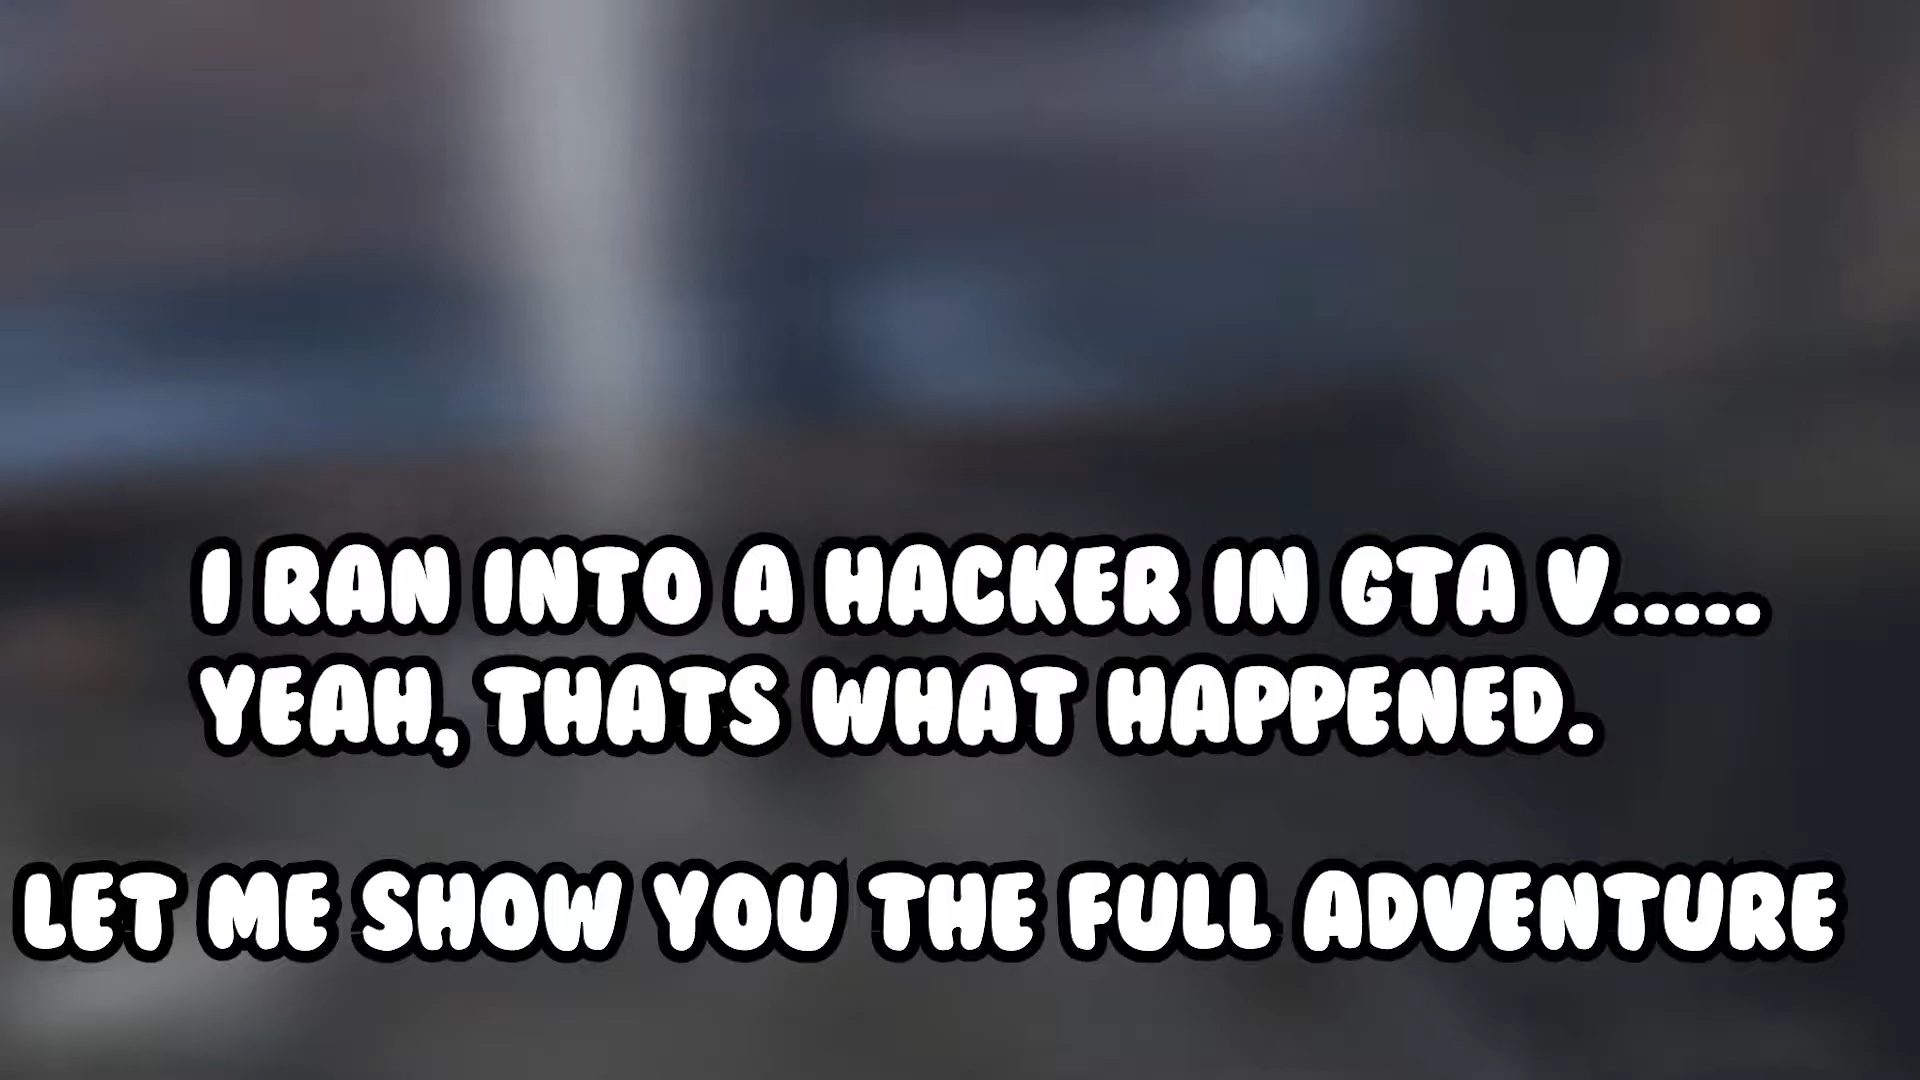 I RAN INTO A HACKER IN GTA V.....
YEAH, THATS WHAT HAPPENED.
LET ME SHOW YOU THE FULL ADVENTURE